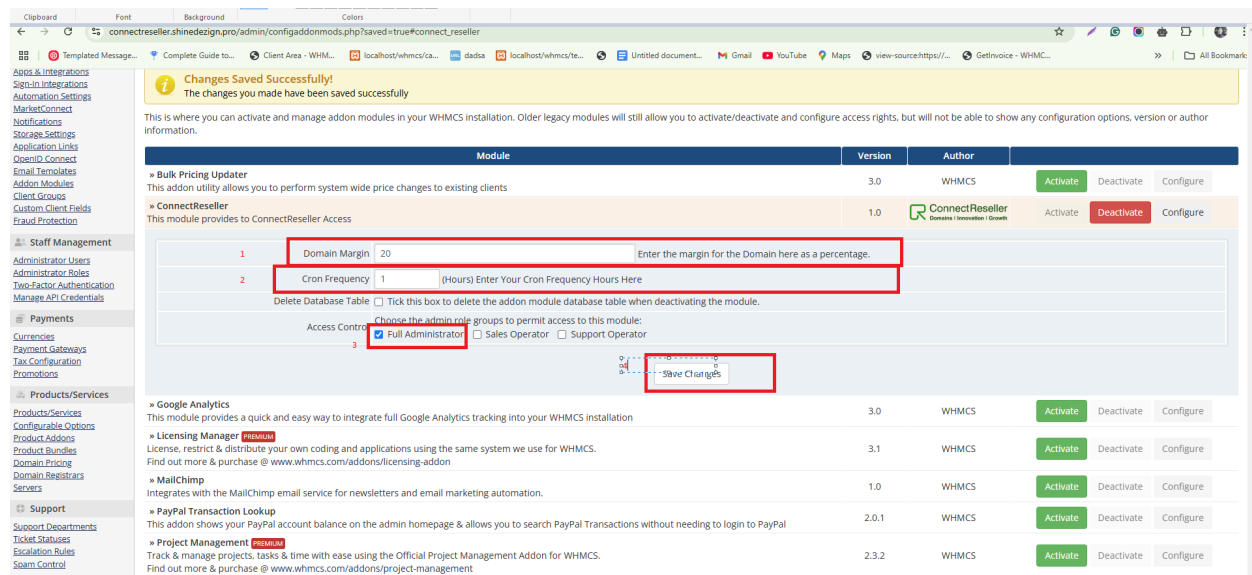 Clipboard Font Background Colors
connectreseller.shinedezign.pro/admin/configaddonmods.php?saved=true#connect_reseller
Templated Message... Complete Guide to... Client Area - WHM... localhost/whmcs/ca... dadsa localhost/whmcs/te... Untitled document... Gmail YouTube Maps view-source:https://... GetInvoice - WHMC... » All Bookmarks
Apps & Integrations
Sign-In Integrations
Automation Settings
MarketConnect
Notifications
Storage Settings
Application Links
OpenID Connect
Email Templates
Addon Modules
Client Groups
Custom Client Fields
Fraud Protection
Staff Management
Administrator Users
Administrator Roles
Two-Factor Authentication
Manage API Credentials
Payments
Currencies
Payment Gateways
Tax Configuration
Promotions
Products/Services
Products/Services
Configurable Options
Product Addons
Product Bundles
Domain Pricing
Domain Registrars
Servers
Support
Support Departments
Ticket Statuses
Escalation Rules
Spam Control
Changes Saved Successfully!
The changes you made have been saved successfully
This is where you can activate and manage addon modules in your WHMCS installation. Older legacy modules will still allow you to activate/deactivate and configure access rights, but will not be able to show any configuration options, version or author
information.
Module Version Author
» Bulk Pricing Updater
This addon utility allows you to perform system wide price changes to existing clients 3.0 WHMCS Activate Deactivate Configure
» ConnectReseller
This module provides to ConnectReseller Access 1.0 ConnectReseller Activate Deactivate Configure
Domains | Innovation | Growth
1 Domain Margin 20 Enter the margin for the Domain here as a percentage.
2 Cron Frequency 1 (Hours) Enter Your Cron Frequency Hours Here
Delete Database Table Tick this box to delete the addon module database table when deactivating the module.
Access Control Choose the admin role groups to permit access to this module:
3 Full Administrator Sales Operator Support Operator
4 Save Changes
» Google Analytics
This module provides a quick and easy way to integrate full Google Analytics tracking into your WHMCS installation 3.0 WHMCS Activate Deactivate Configure
» Licensing Manager PREMIUM
License, restrict & distribute your own coding and applications using the same system we use for WHMCS. 3.1 WHMCS Activate Deactivate Configure
Find out more & purchase @ www.whmcs.com/addons/licensing-addon
» MailChimp
Integrates with the MailChimp email service for newsletters and email marketing automation. 1.0 WHMCS Activate Deactivate Configure
» PayPal Transaction Lookup
This addon shows your PayPal account balance on the admin homepage & allows you to search PayPal Transactions without needing to login to PayPal 2.0.1 WHMCS Activate Deactivate Configure
» Project Management PREMIUM
Track & manage projects, tasks & time with ease using the Official Project Management Addon for WHMCS. 2.3.2 WHMCS Activate Deactivate Configure
Find out more & purchase @ www.whmcs.com/addons/project-management